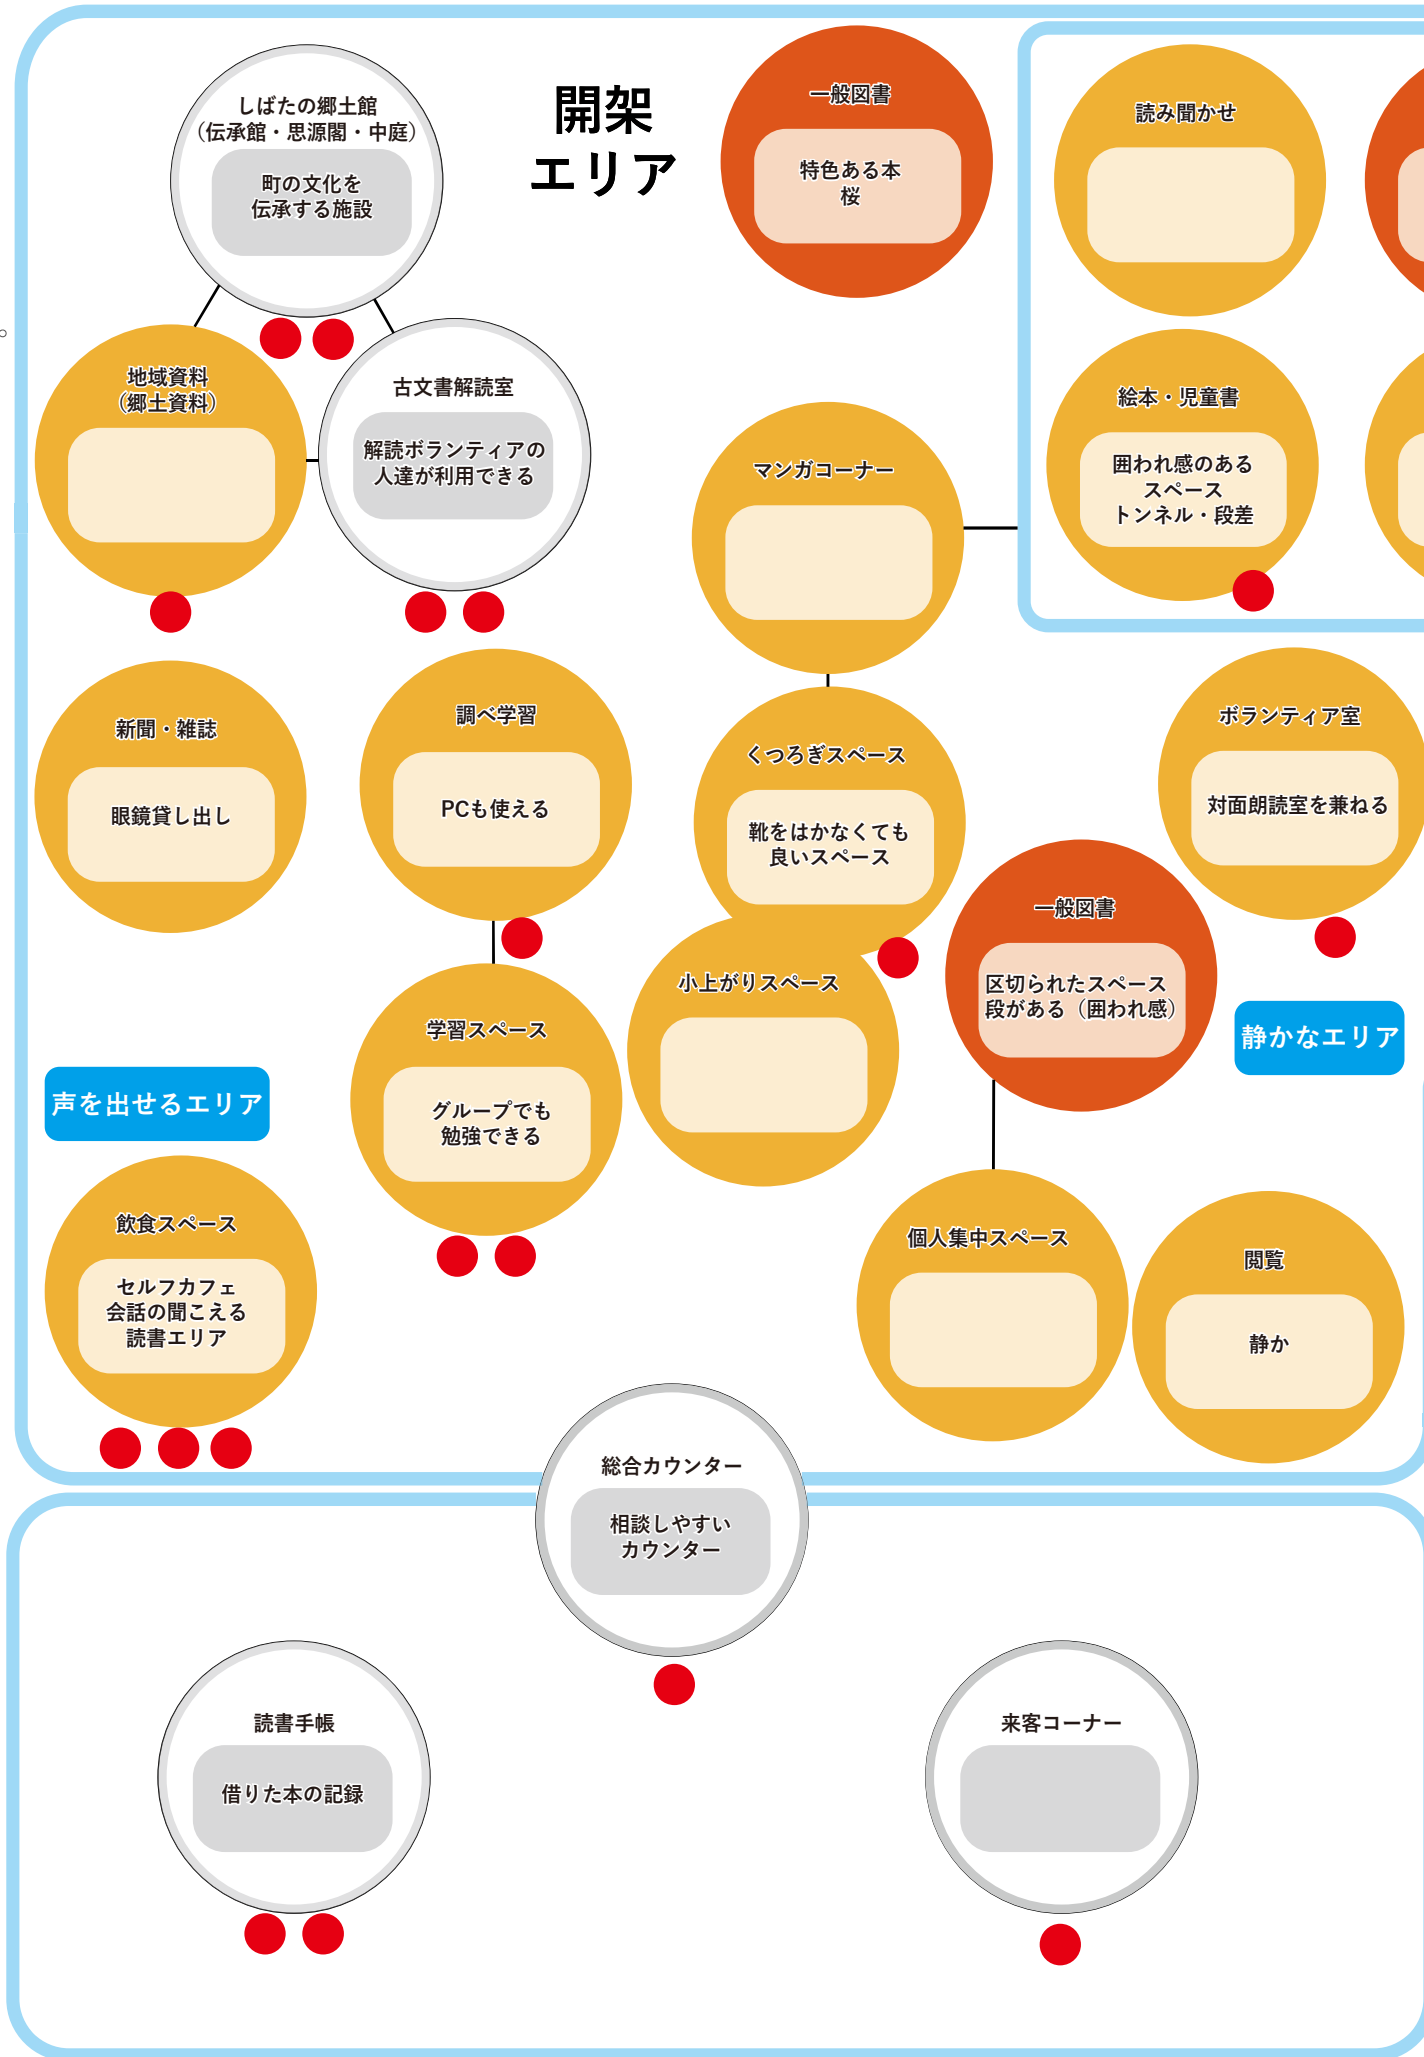 しばたの郷土館
（伝承館・思源閣・中庭）
町の文化を
伝承する施設
開架
エリア
一般図書
特色ある本
桜
読み聞かせ
。
地域資料
（郷土資料）
古文書解読室
解読ボランティアの
人達が利用できる
マンガコーナー
絵本・児童書
囲われ感のある
スペース
トンネル・段差
新聞・雑誌
眼鏡貸し出し
調べ学習
PCも使える
くつろぎスペース
靴をはかなくても
良いスペース
ボランティア室
対面朗読室を兼ねる
一般図書
区切られたスペース
段がある（囲われ感）
小上がりスペース
静かなエリア
学習スペース
グループでも
勉強できる
声を出せるエリア
飲食スペース
セルフカフェ
会話の聞こえる
読書エリア
個人集中スペース
閲覧
静か
総合カウンター
相談しやすい
カウンター
読書手帳
借りた本の記録
来客コーナー